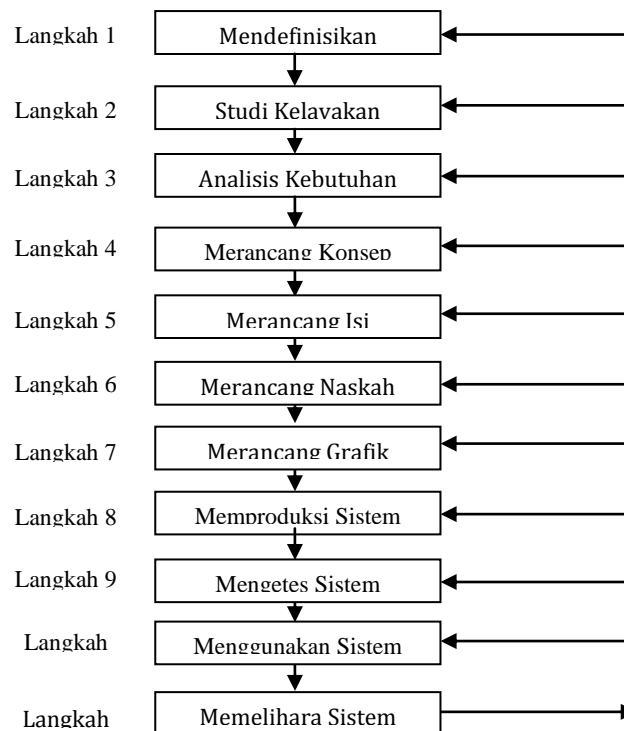 Langkah 1 Mendefinisikan
Langkah 2 Studi Kelayakan
Langkah 3 Analisis Kebutuhan
Langkah 4 Merancang Konsep
Langkah 5 Merancang Isi
Langkah 6 Merancang Naskah
Langkah 7 Merancang Grafik
Langkah 8 Memproduksi Sistem
Langkah 9 Mengetes Sistem
Langkah Menggunakan Sistem
Langkah Memelihara Sistem